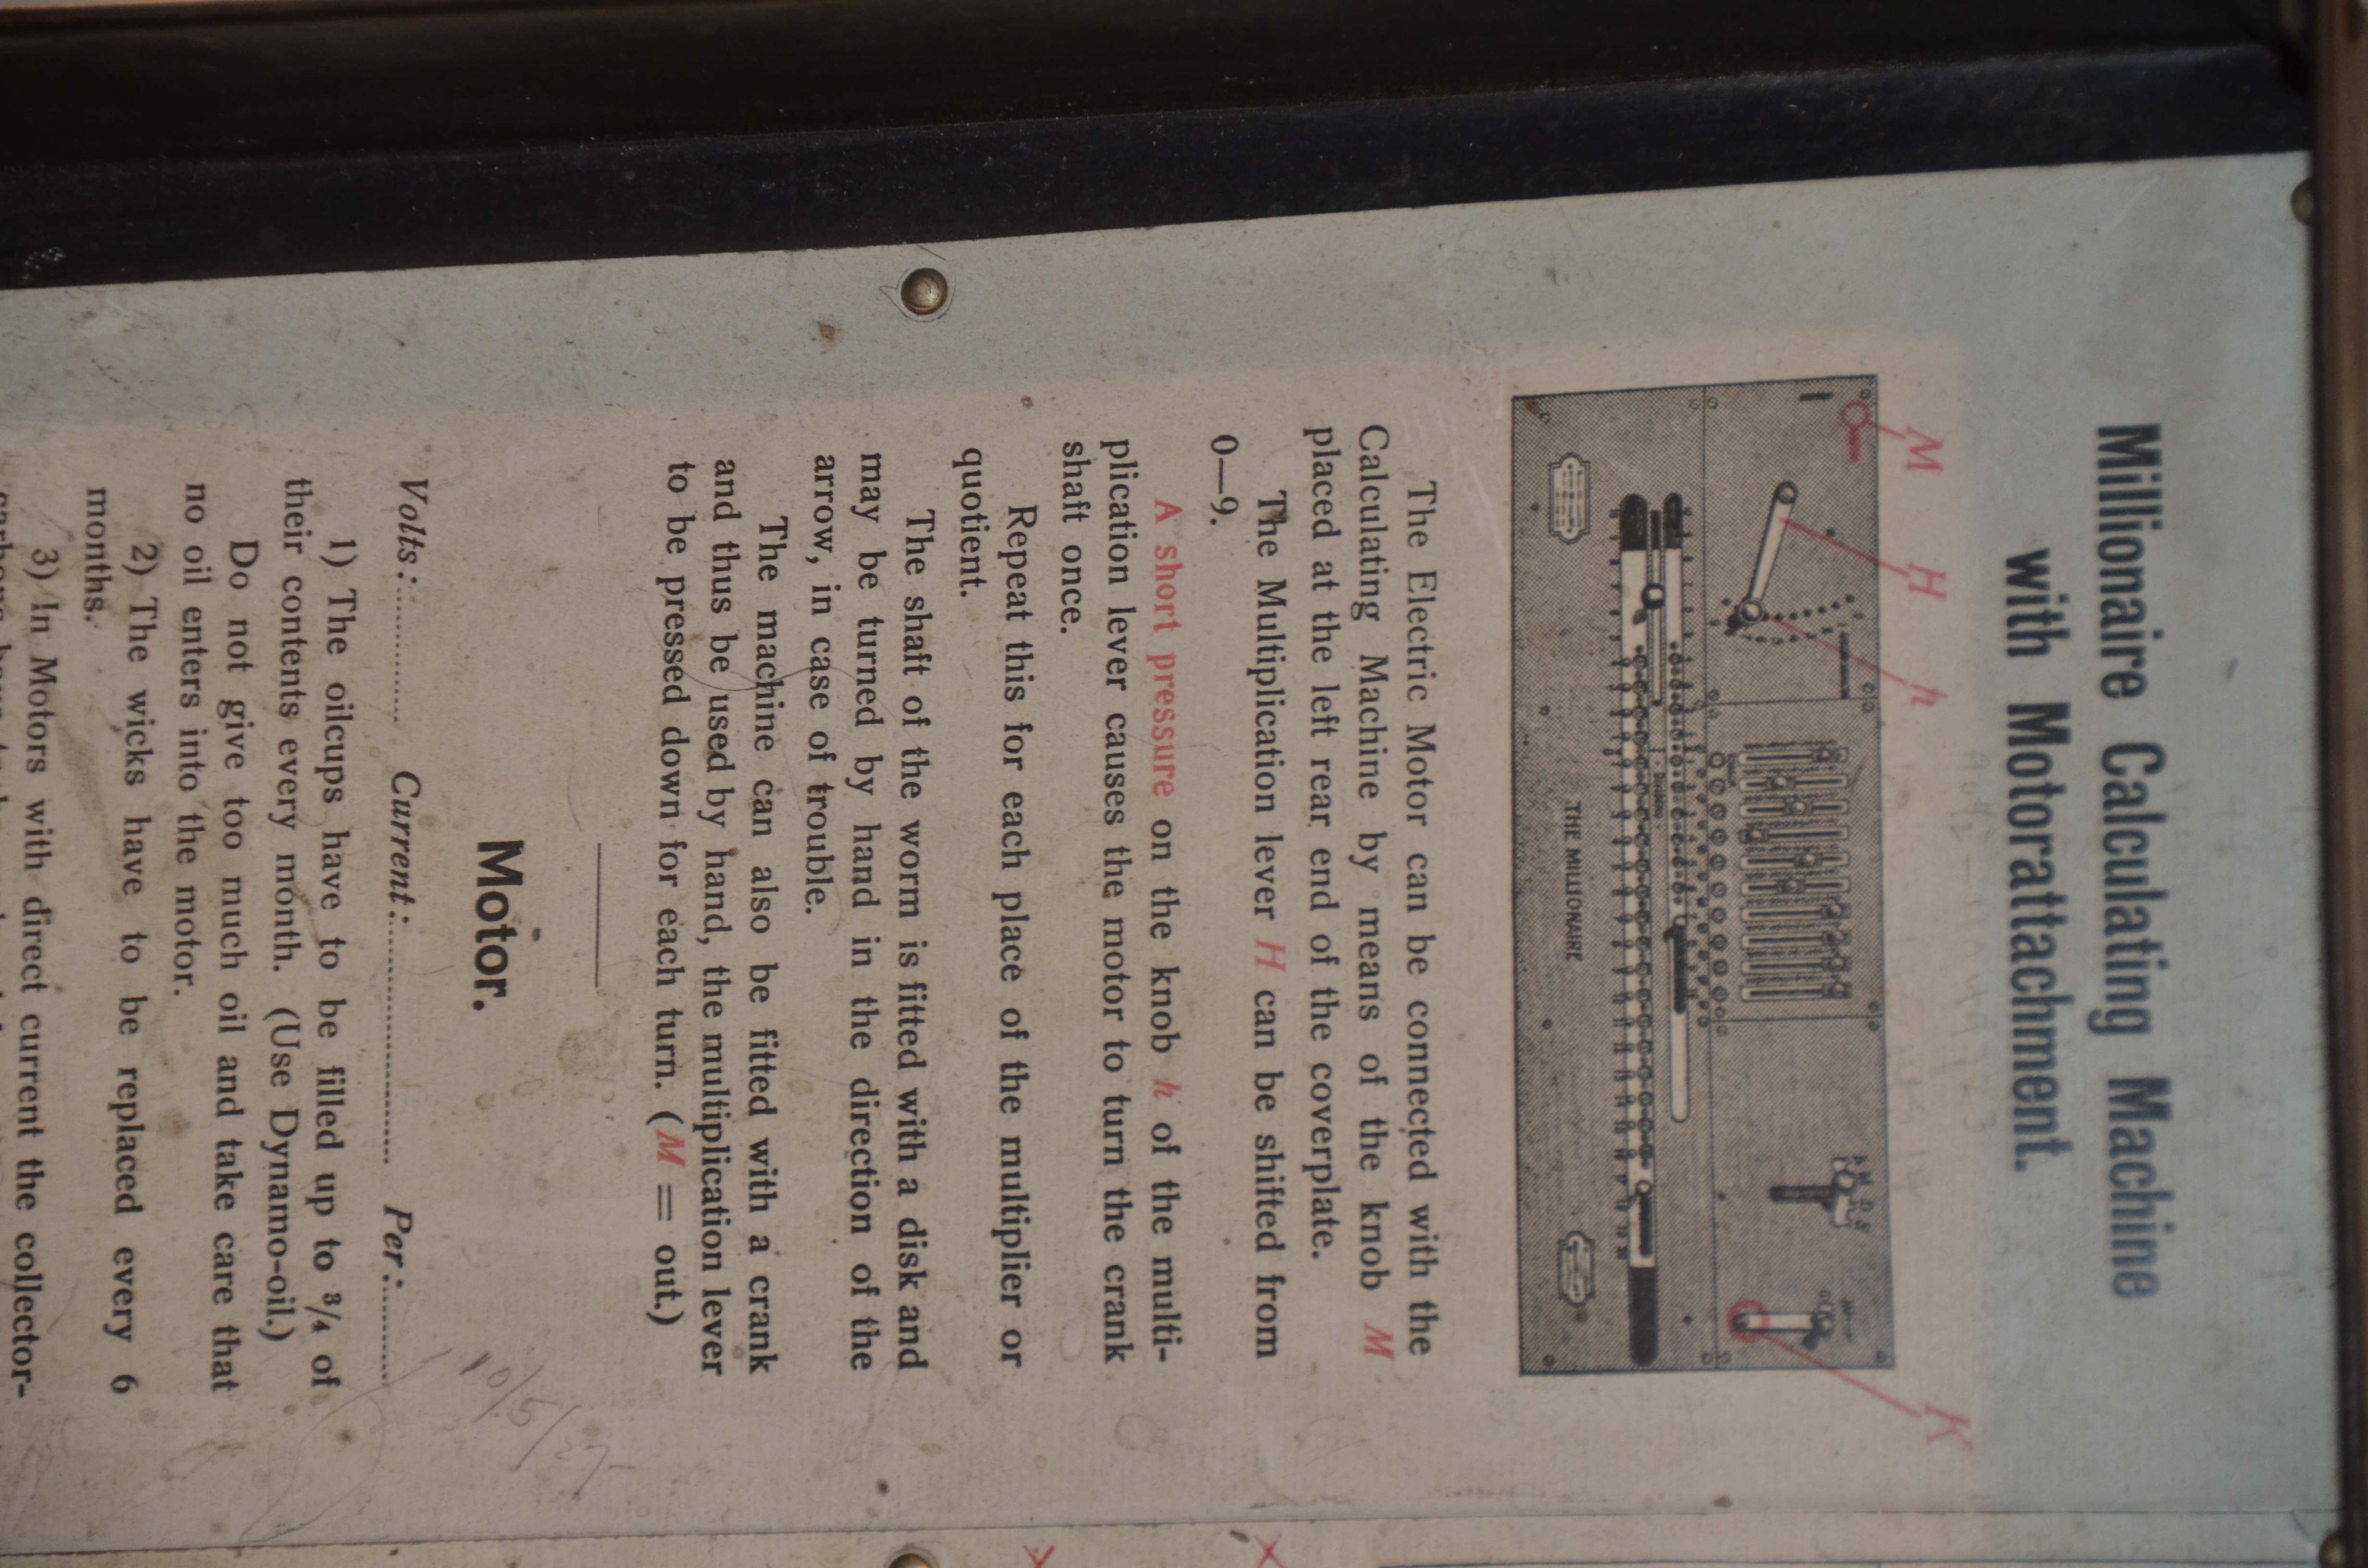 Millionaire Calculating Machine
with Motorattachment.
M
H
h
K
A M D S
Dividend
THE MILLIONAIRE
The Electric Motor can be connected with the
Calculating Machine by means of the knob M
placed at the left rear end of the coverplate.
The Multiplication lever H can be shifted from
0—9.
A short pressure on the knob h of the multi-
plication lever causes the motor to turn the crank
shaft once.
Repeat this for each place of the multiplier or
quotient.
The shaft of the worm is fitted with a disk and
may be turned by hand in the direction of the
arrow, in case of trouble.
The machine can also be fitted with a crank
and thus be used by hand, the multiplication lever
to be pressed down for each turn. (M = out.)
Motor.
10/5/27
Volts: Current: Per:
1) The oilcups have to be filled up to 3/4 of
their contents every month. (Use Dynamo-oil.)
Do not give too much oil and take care that
no oil enters into the motor.
2) The wicks have to be replaced every 6
months.
3) In Motors with direct current the collector-